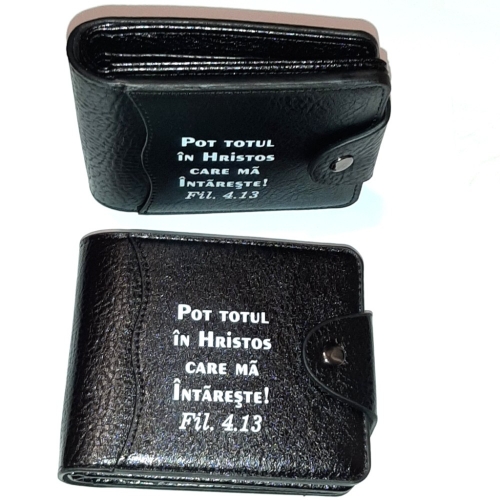 Pot totul
în Hristos
care mă
Întărește!
Fil. 4.13
Pot totul
în Hristos
care mă
Întărește!
Fil. 4.13